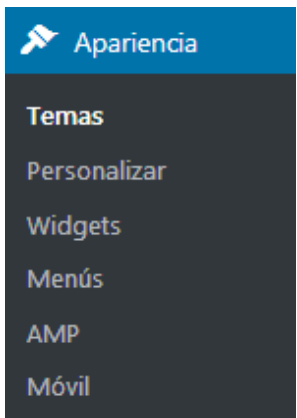 Apariencia
Temas
Personalizar
Widgets
Menús
AMP
Móvil